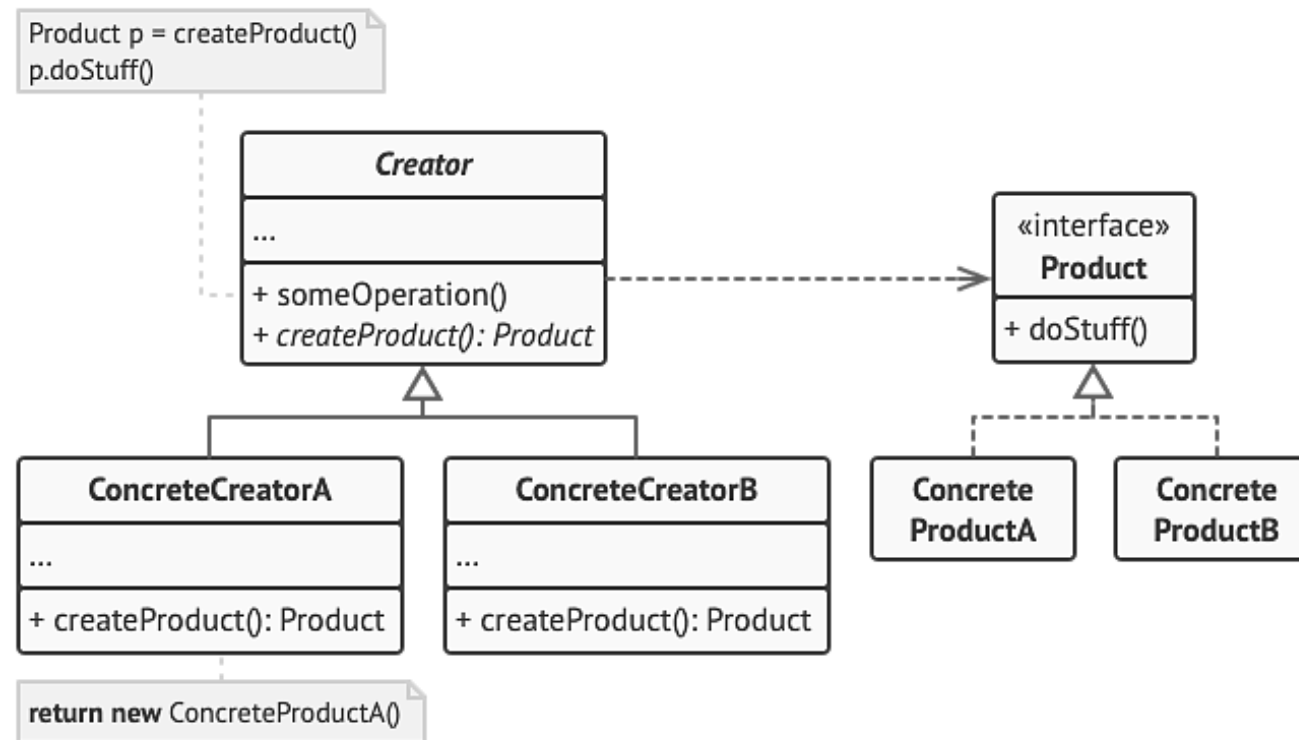 Product p = createProduct()
p.doStuff()
Creator
...
+ someOperation()
+ createProduct(): Product
«interface»
Product
+ doStuff()
ConcreteCreatorA
...
+ createProduct(): Product
ConcreteCreatorB
...
+ createProduct(): Product
Concrete
ProductA
Concrete
ProductB
return new ConcreteProductA()